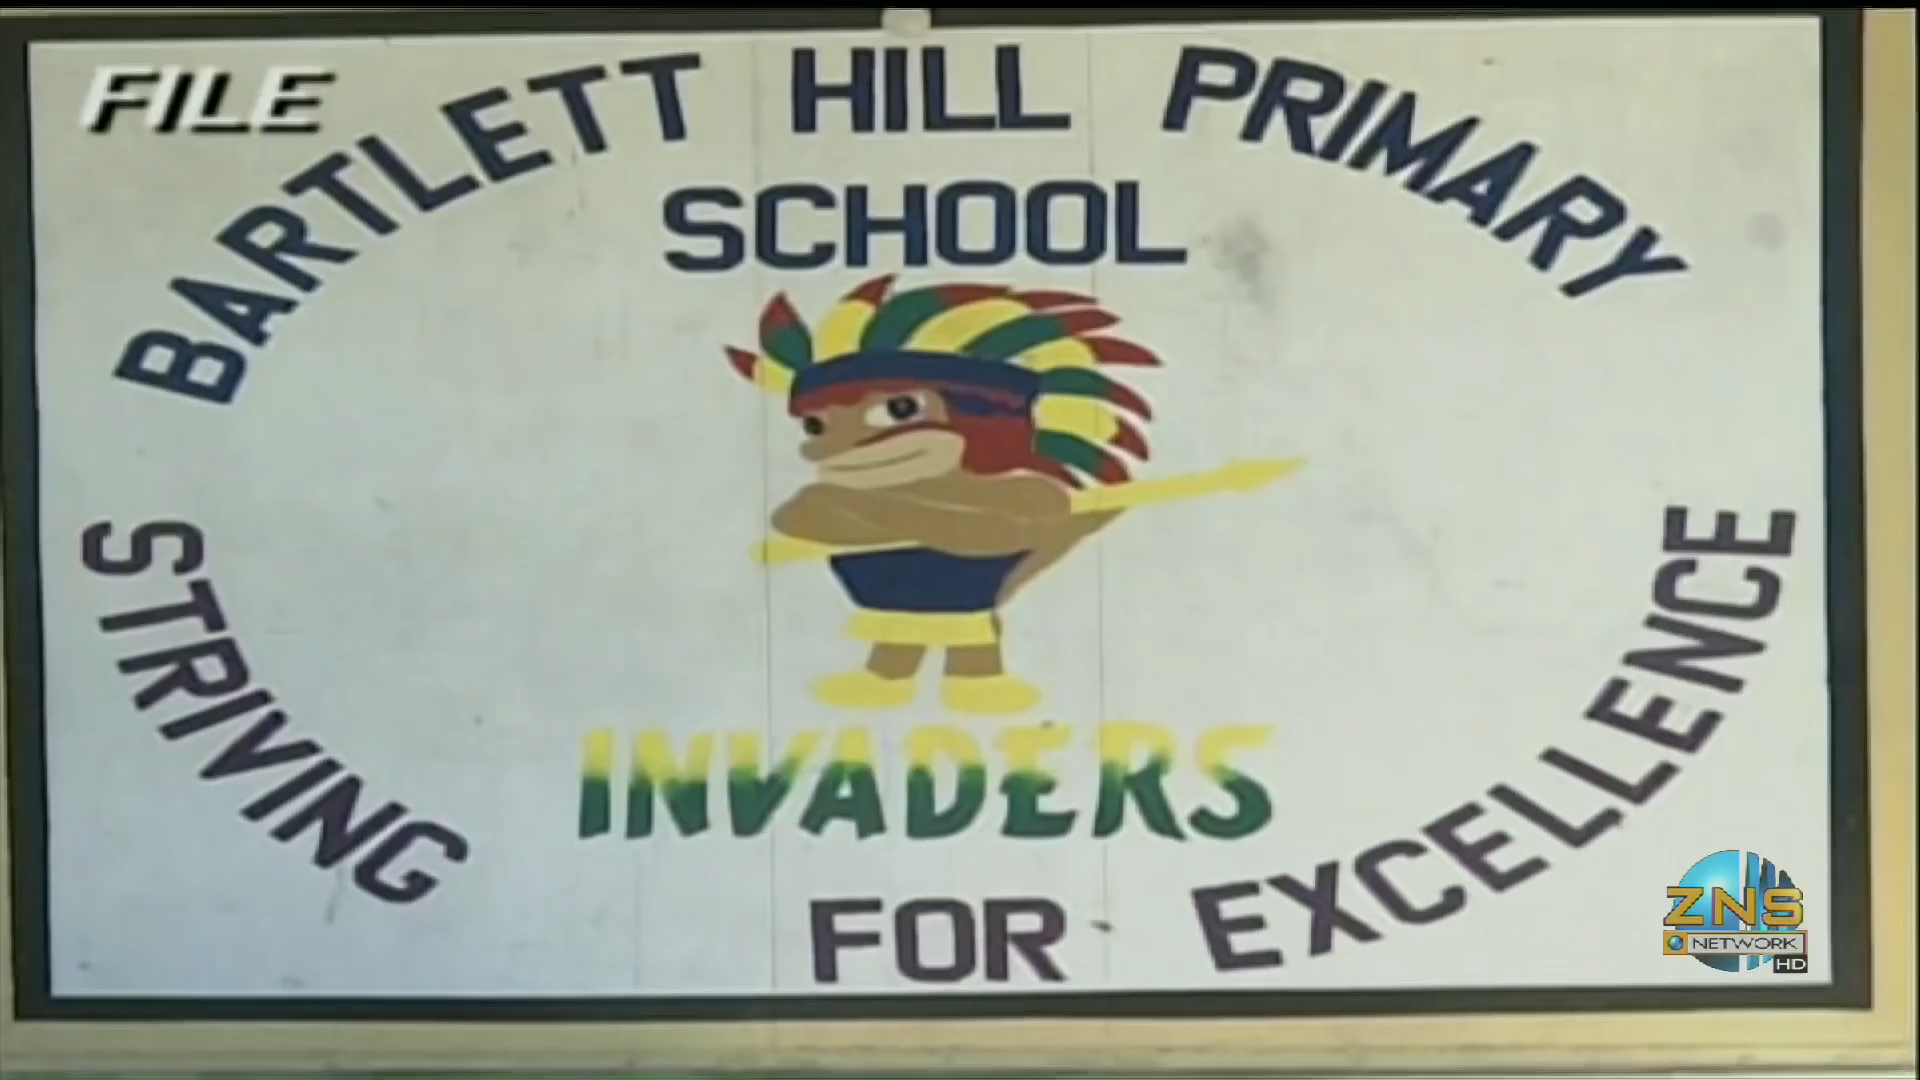 FILE
BARTLETT HILL PRIMARY
SCHOOL
INVADERS
STRIVING FOR EXCELLENCE
ZNS
NETWORK
HD